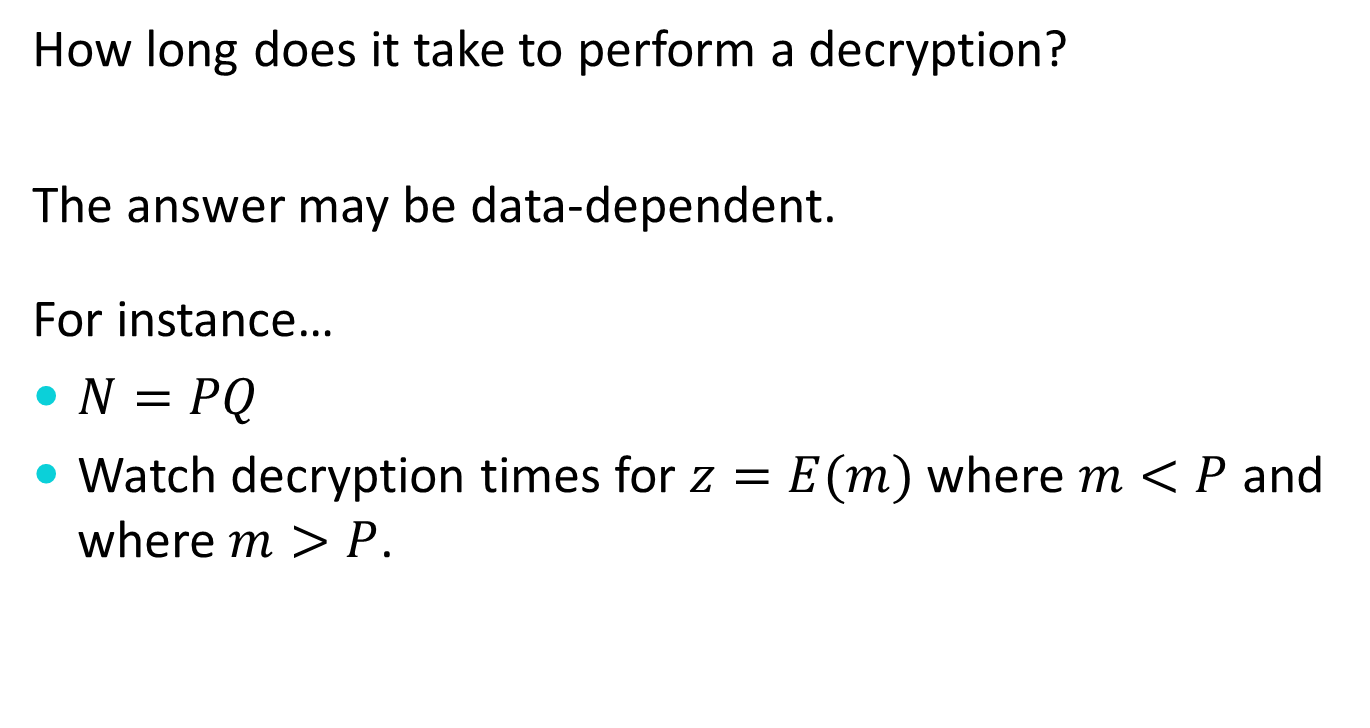 How long does it take to perform a decryption?
The answer may be data-dependent.
For instance…
• N = PQ
• Watch decryption times for z = E(m) where m < P and
where m > P.